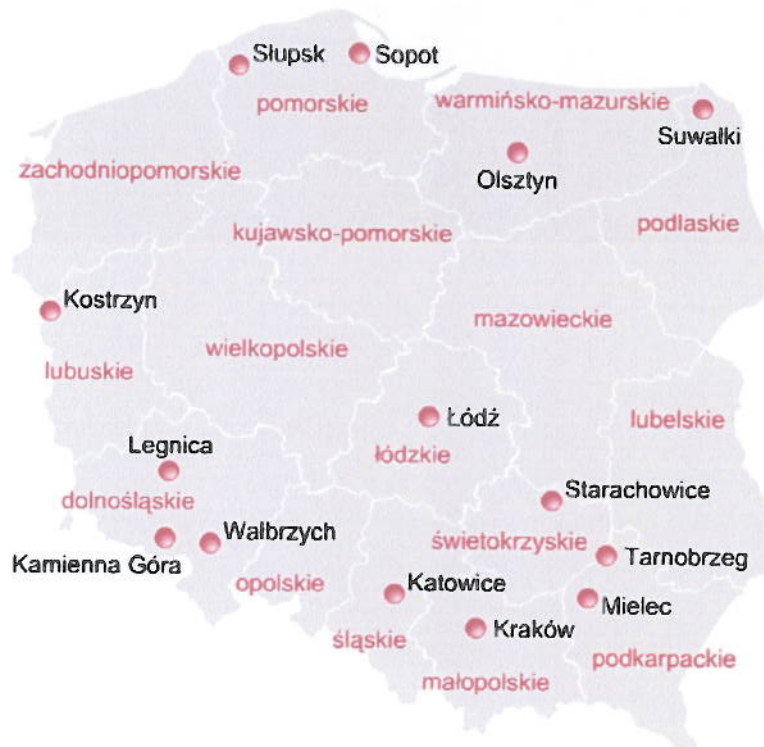 Słupsk
Sopot
pomorskie
warmińsko-mazurskie
Suwałki
Olsztyn
zachodniopomorskie
kujawsko-pomorskie
podlaskie
Kostrzyn
mazowieckie
wielkopolskie
lubuskie
Łódź
lubelskie
Legnica
łódzkie
dolnośląskie
Starachowice
Wałbrzych
świetokrzyskie
Kamienna Góra
Tarnobrzeg
opolskie
Katowice
Mielec
Kraków
śląskie
podkarpackie
małopolskie